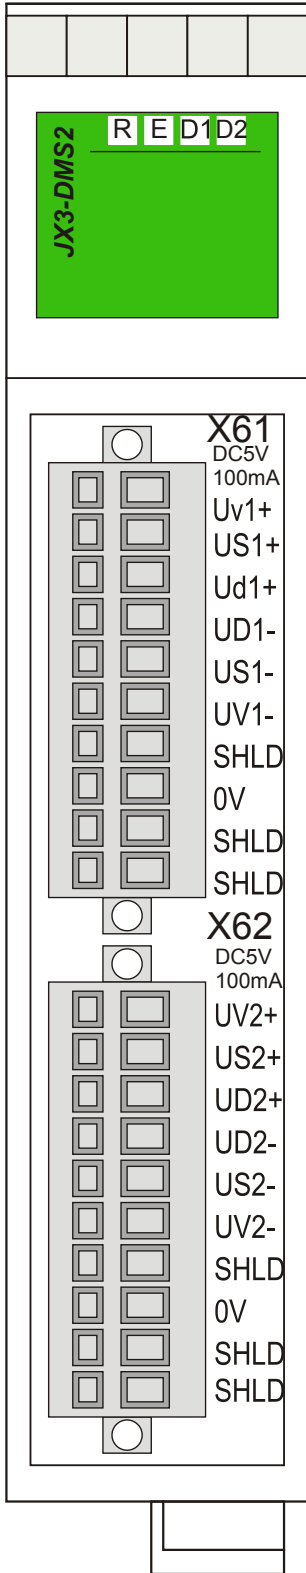 R E D1 D2
JX3-DMS2
X61
DC5V
100mA
Uv1+
US1+
Ud1+
UD1-
US1-
UV1-
SHLD
0V
SHLD
SHLD
X62
DC5V
100mA
UV2+
US2+
UD2+
UD2-
US2-
UV2-
SHLD
0V
SHLD
SHLD